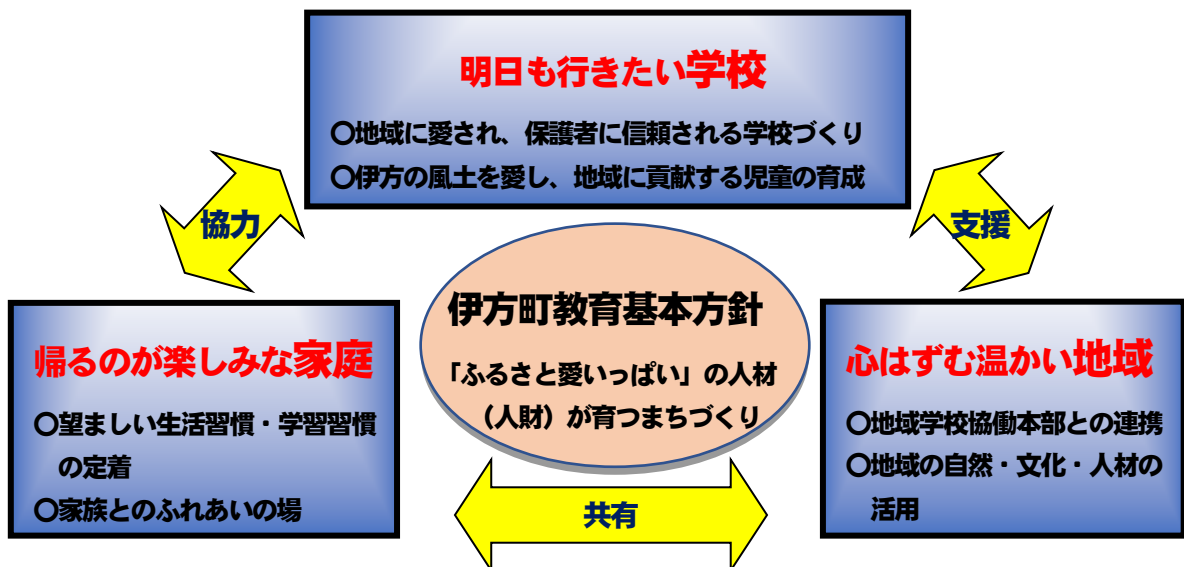 明日も行きたい学校
○地域に愛され、保護者に信頼される学校づくり
○伊方の風土を愛し、地域に貢献する児童の育成
協力
支援
伊方町教育基本方針
「ふるさと愛いっぱい」の人材
（人財）が育つまちづくり
帰るのが楽しみな家庭
○望ましい生活習慣・学習習慣
の定着
○家族とのふれあいの場
心はずむ温かい地域
○地域学校協働本部との連携
○地域の自然・文化・人材の
活用
共有